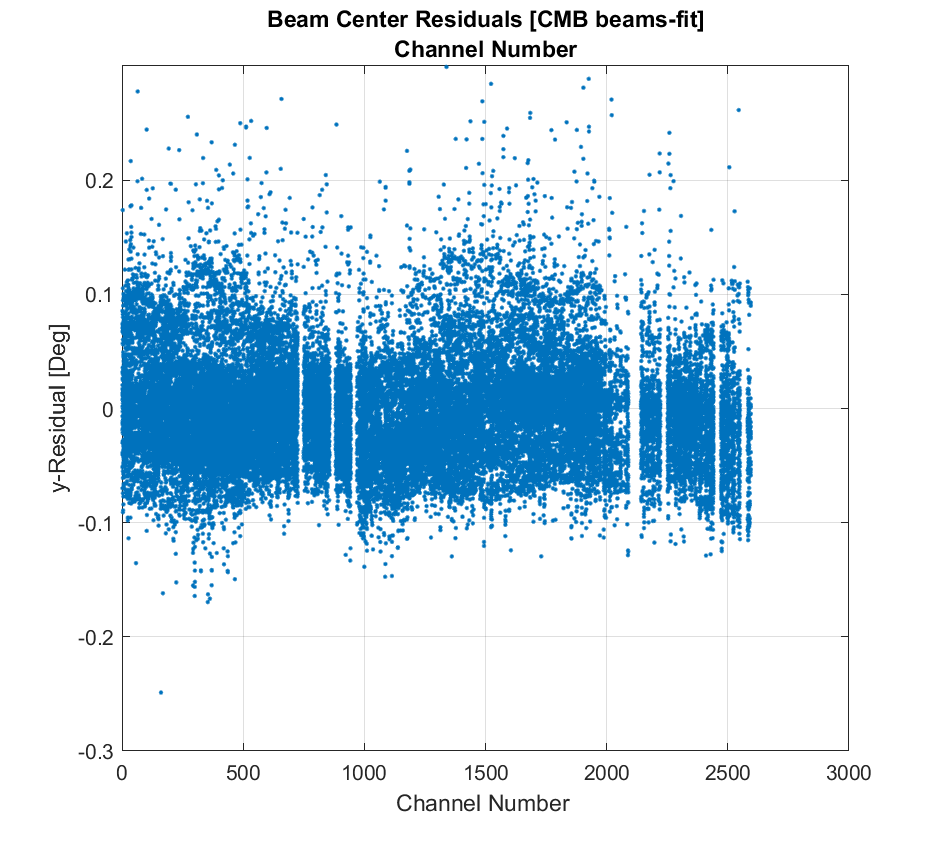 Beam Center Residuals [CMB beams-fit]
Channel Number
0.2
0.1
0
-0.1
-0.2
-0.3
y-Residual [Deg]
0 500 1000 1500 2000 2500 3000
Channel Number